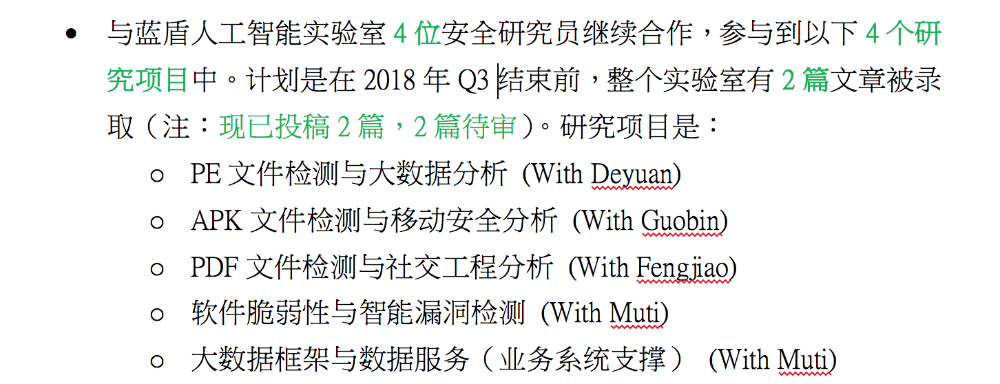 ● 与蓝盾人工智能实验室 4 位安全研究员继续合作，参与到以下 4 个研
究项目中。计划是在 2018 年 Q3 结束前，整个实验室有 2 篇文章被录
取（注：现已投稿 2 篇，2 篇待审）。研究项目是：
○ PE 文件检测与大数据分析 (With Deyuan)
○ APK 文件检测与移动安全分析 (With Guobin)
○ PDF 文件检测与社交工程分析 (With Fengjiao)
○ 软件脆弱性与智能漏洞检测 (With Muti)
○ 大数据框架与数据服务（业务系统支撑） (With Muti)